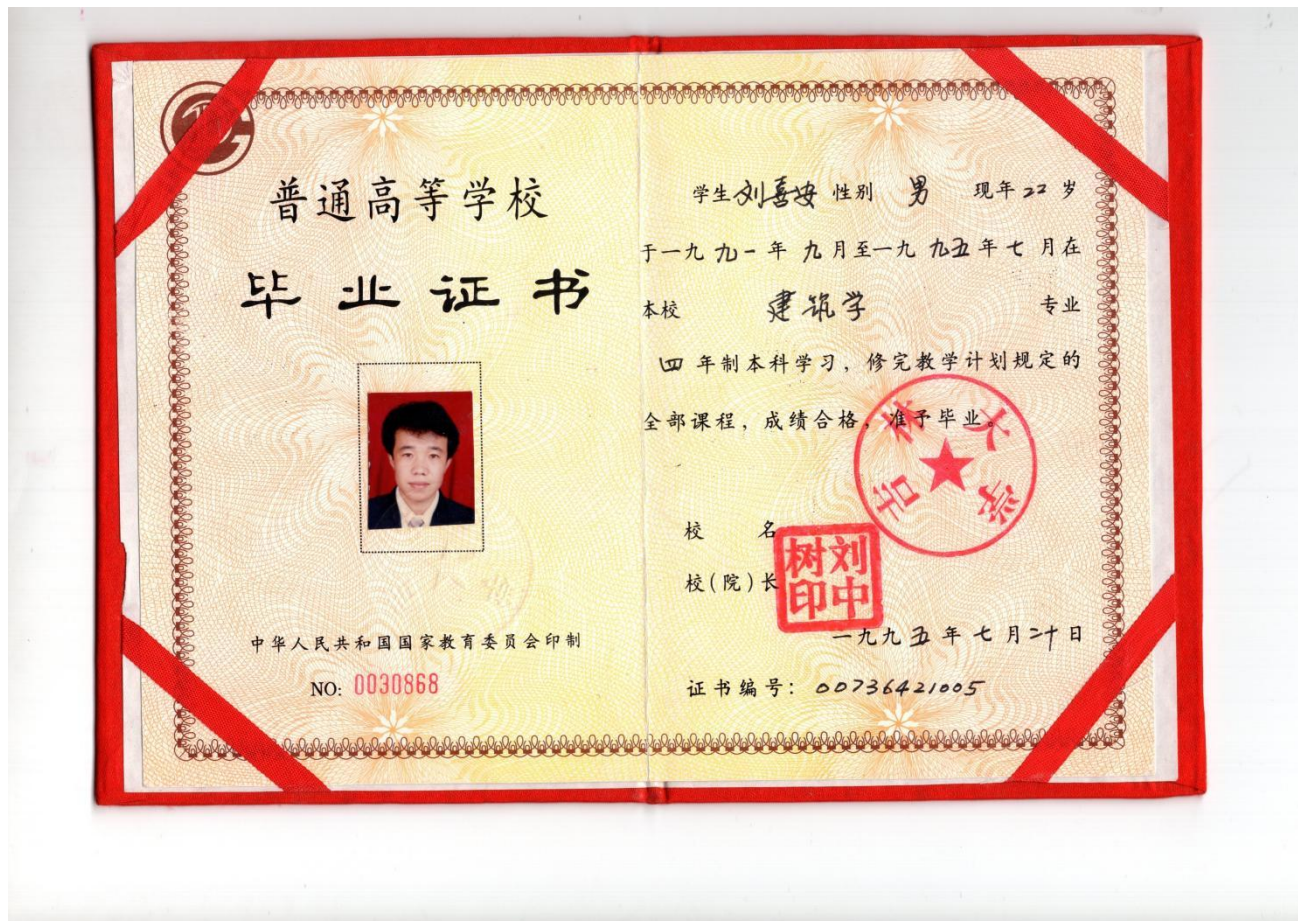 普通高等学校
毕业证书
中华人民共和国国家教育委员会印制
NO: 0030868
学生刘喜安 性别 男 现年22岁
于一九九一年九月至一九九五年七月在
本校 建筑学 专业
四年制本科学习，修完教学计划规定的
全部课程，成绩合格，准予毕业。
吉林大学
校 名
校(院)长
刘中树印
一九九五年七月二十日
证书编号：00736421005